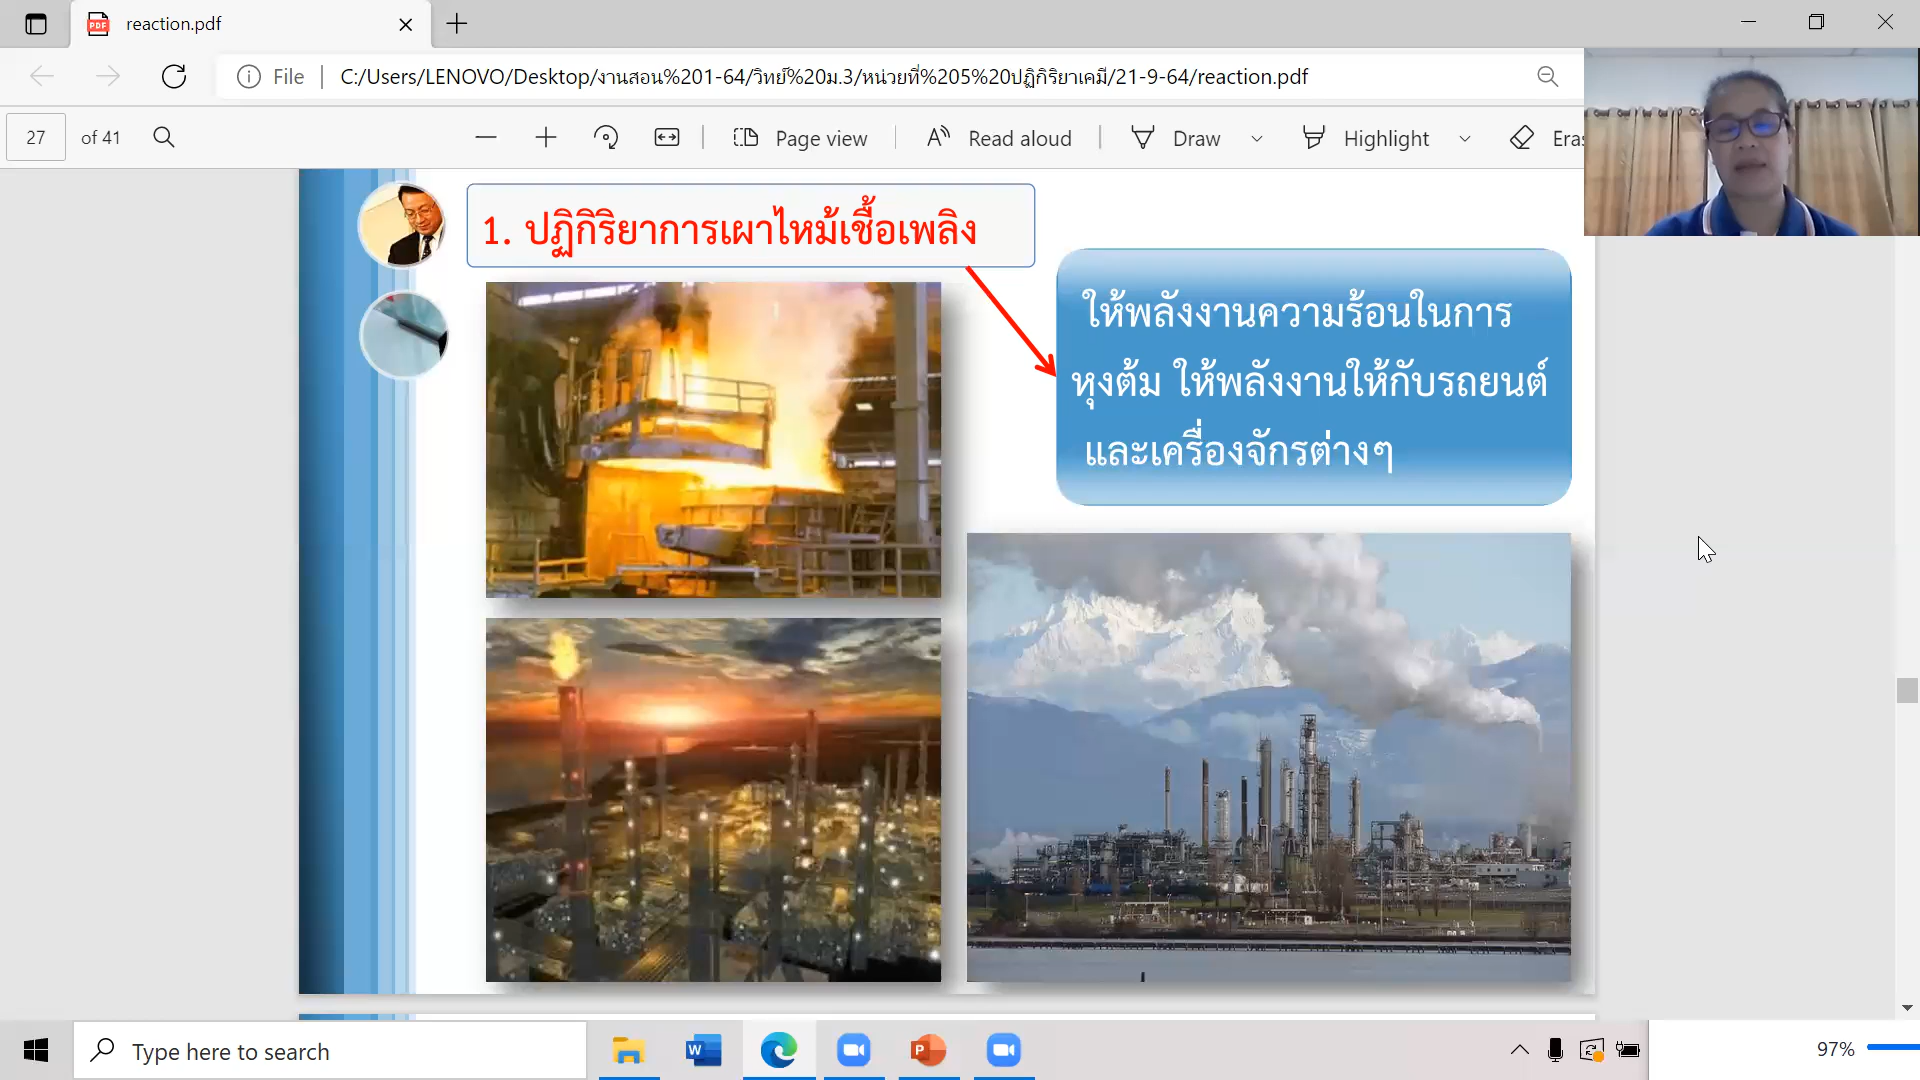 reaction.pdf
File
C:/Users/LENOVO/Desktop/งานสอน%201-64/วิทย์%20ม.3/หน่วยที่%205%20ปฏิกิริยาเคมี/21-9-64/reaction.pdf
27 of 41
Page view
Read aloud
Draw
Highlight
Eras
1. ปฏิกิริยาการเผาไหม้เชื้อเพลิง
ให้พลังงานความร้อนในการ
หุงต้ม ให้พลังงานให้กับรถยนต์
และเครื่องจักรต่างๆ
Type here to search
97%